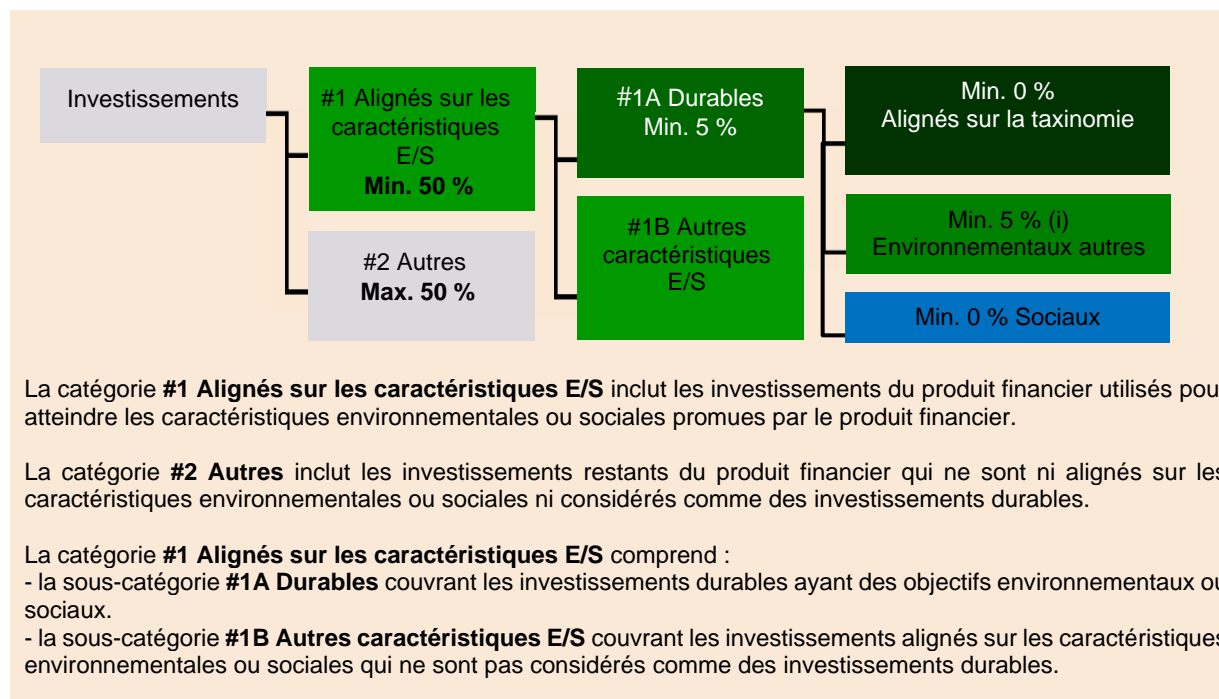 Investissements
#1 Alignés sur les
caractéristiques
E/S
Min. 50 %
#2 Autres
Max. 50 %
#1A Durables
Min. 5 %
#1B Autres
caractéristiques
E/S
Min. 0 %
Alignés sur la taxinomie
Min. 5 % (i)
Environnementaux autres
Min. 0 % Sociaux
La catégorie #1 Alignés sur les caractéristiques E/S inclut les investissements du produit financier utilisés pou
atteindre les caractéristiques environnementales ou sociales promues par le produit financier.
La catégorie #2 Autres inclut les investissements restants du produit financier qui ne sont ni alignés sur les
caractéristiques environnementales ou sociales ni considérés comme des investissements durables.
La catégorie #1 Alignés sur les caractéristiques E/S comprend :
- la sous-catégorie #1A Durables couvrant les investissements durables ayant des objectifs environnementaux ou
sociaux.
- la sous-catégorie #1B Autres caractéristiques E/S couvrant les investissements alignés sur les caractéristiques
environnementales ou sociales qui ne sont pas considérés comme des investissements durables.